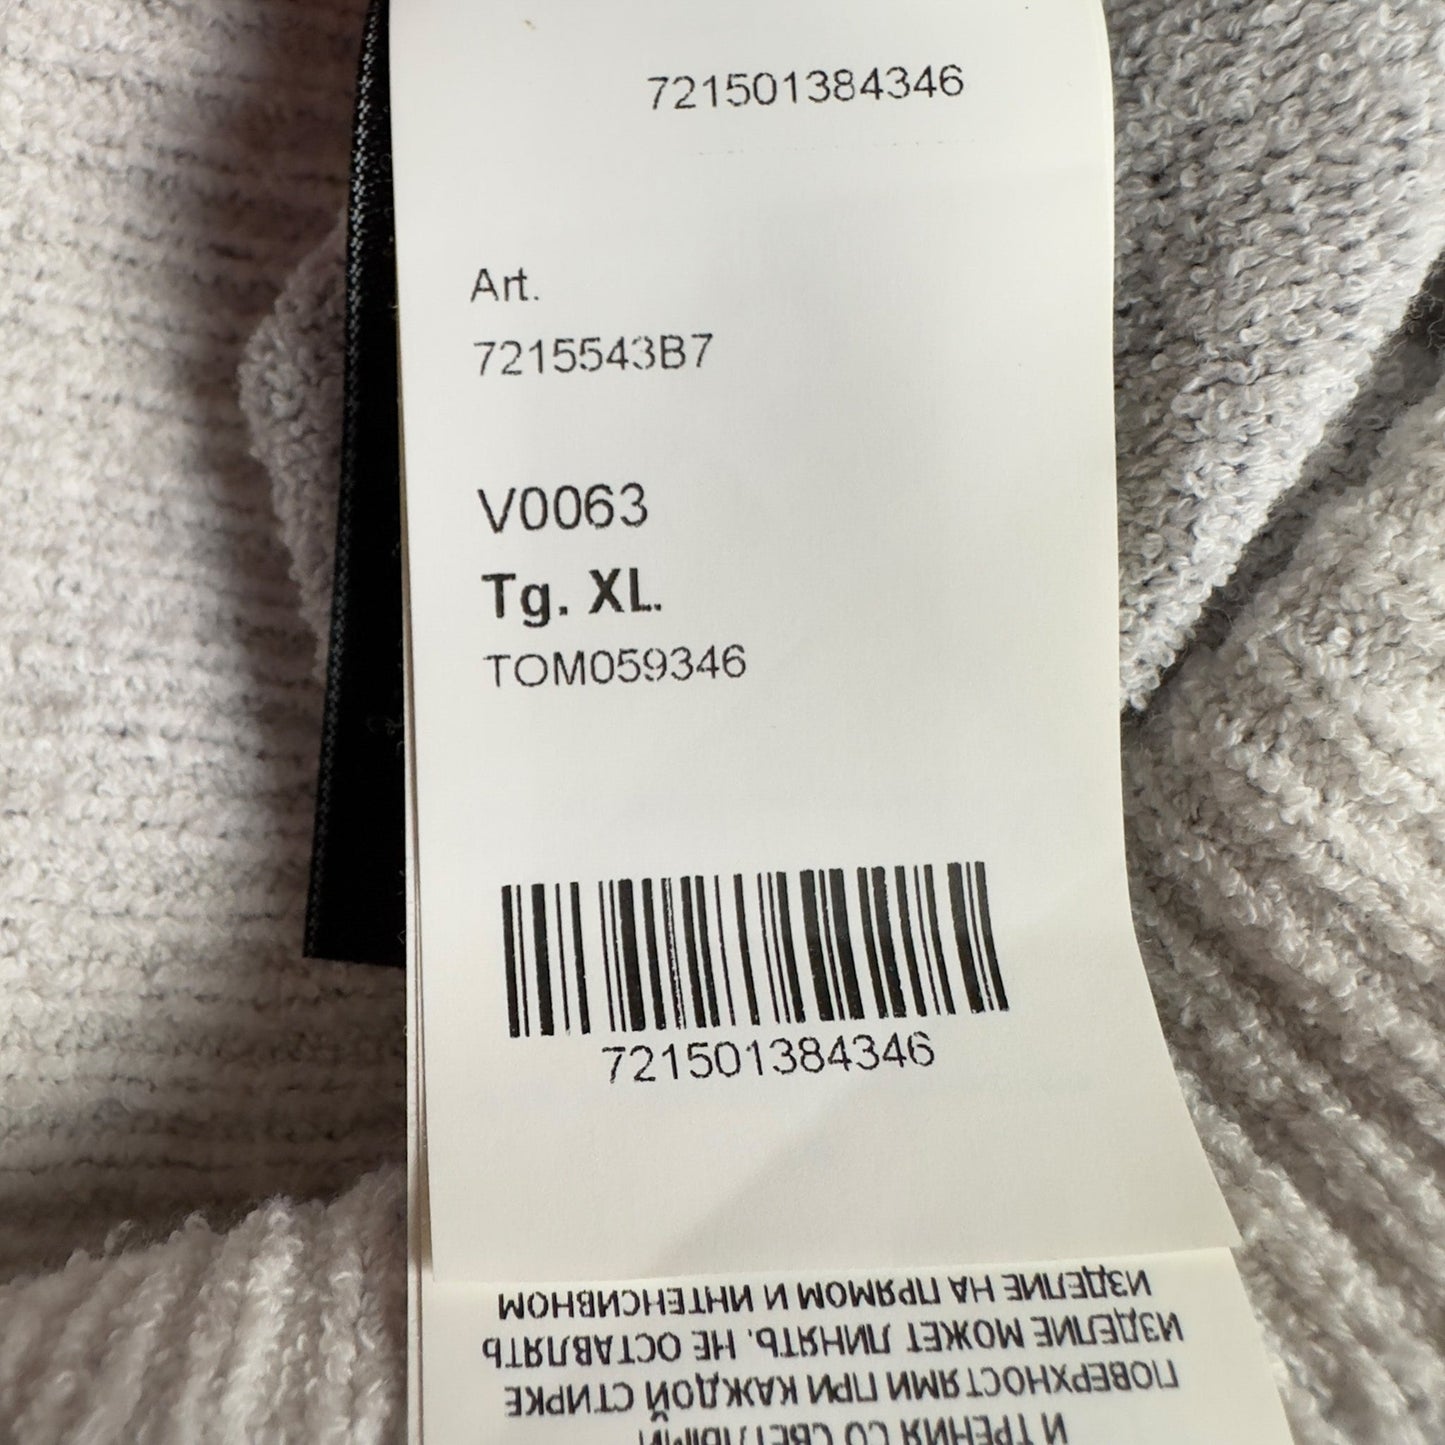 721501384346
Art.
7215543B7
V0063
Tg. XL.
TOM059346
721501384346
И ТРЕНИЯ СО
ПОВЕРХНОСТЯМИ ПРИ КАЖДОЙ СТИРКЕ
ИЗДЕЛИЕ МОЖЕТ ЛИНЯТЬ. НЕ ОСТАВЛЯТЬ
ИЗДЕЛИЕ НА ПРЯМОМ И ИНТЕНСИВНОМ